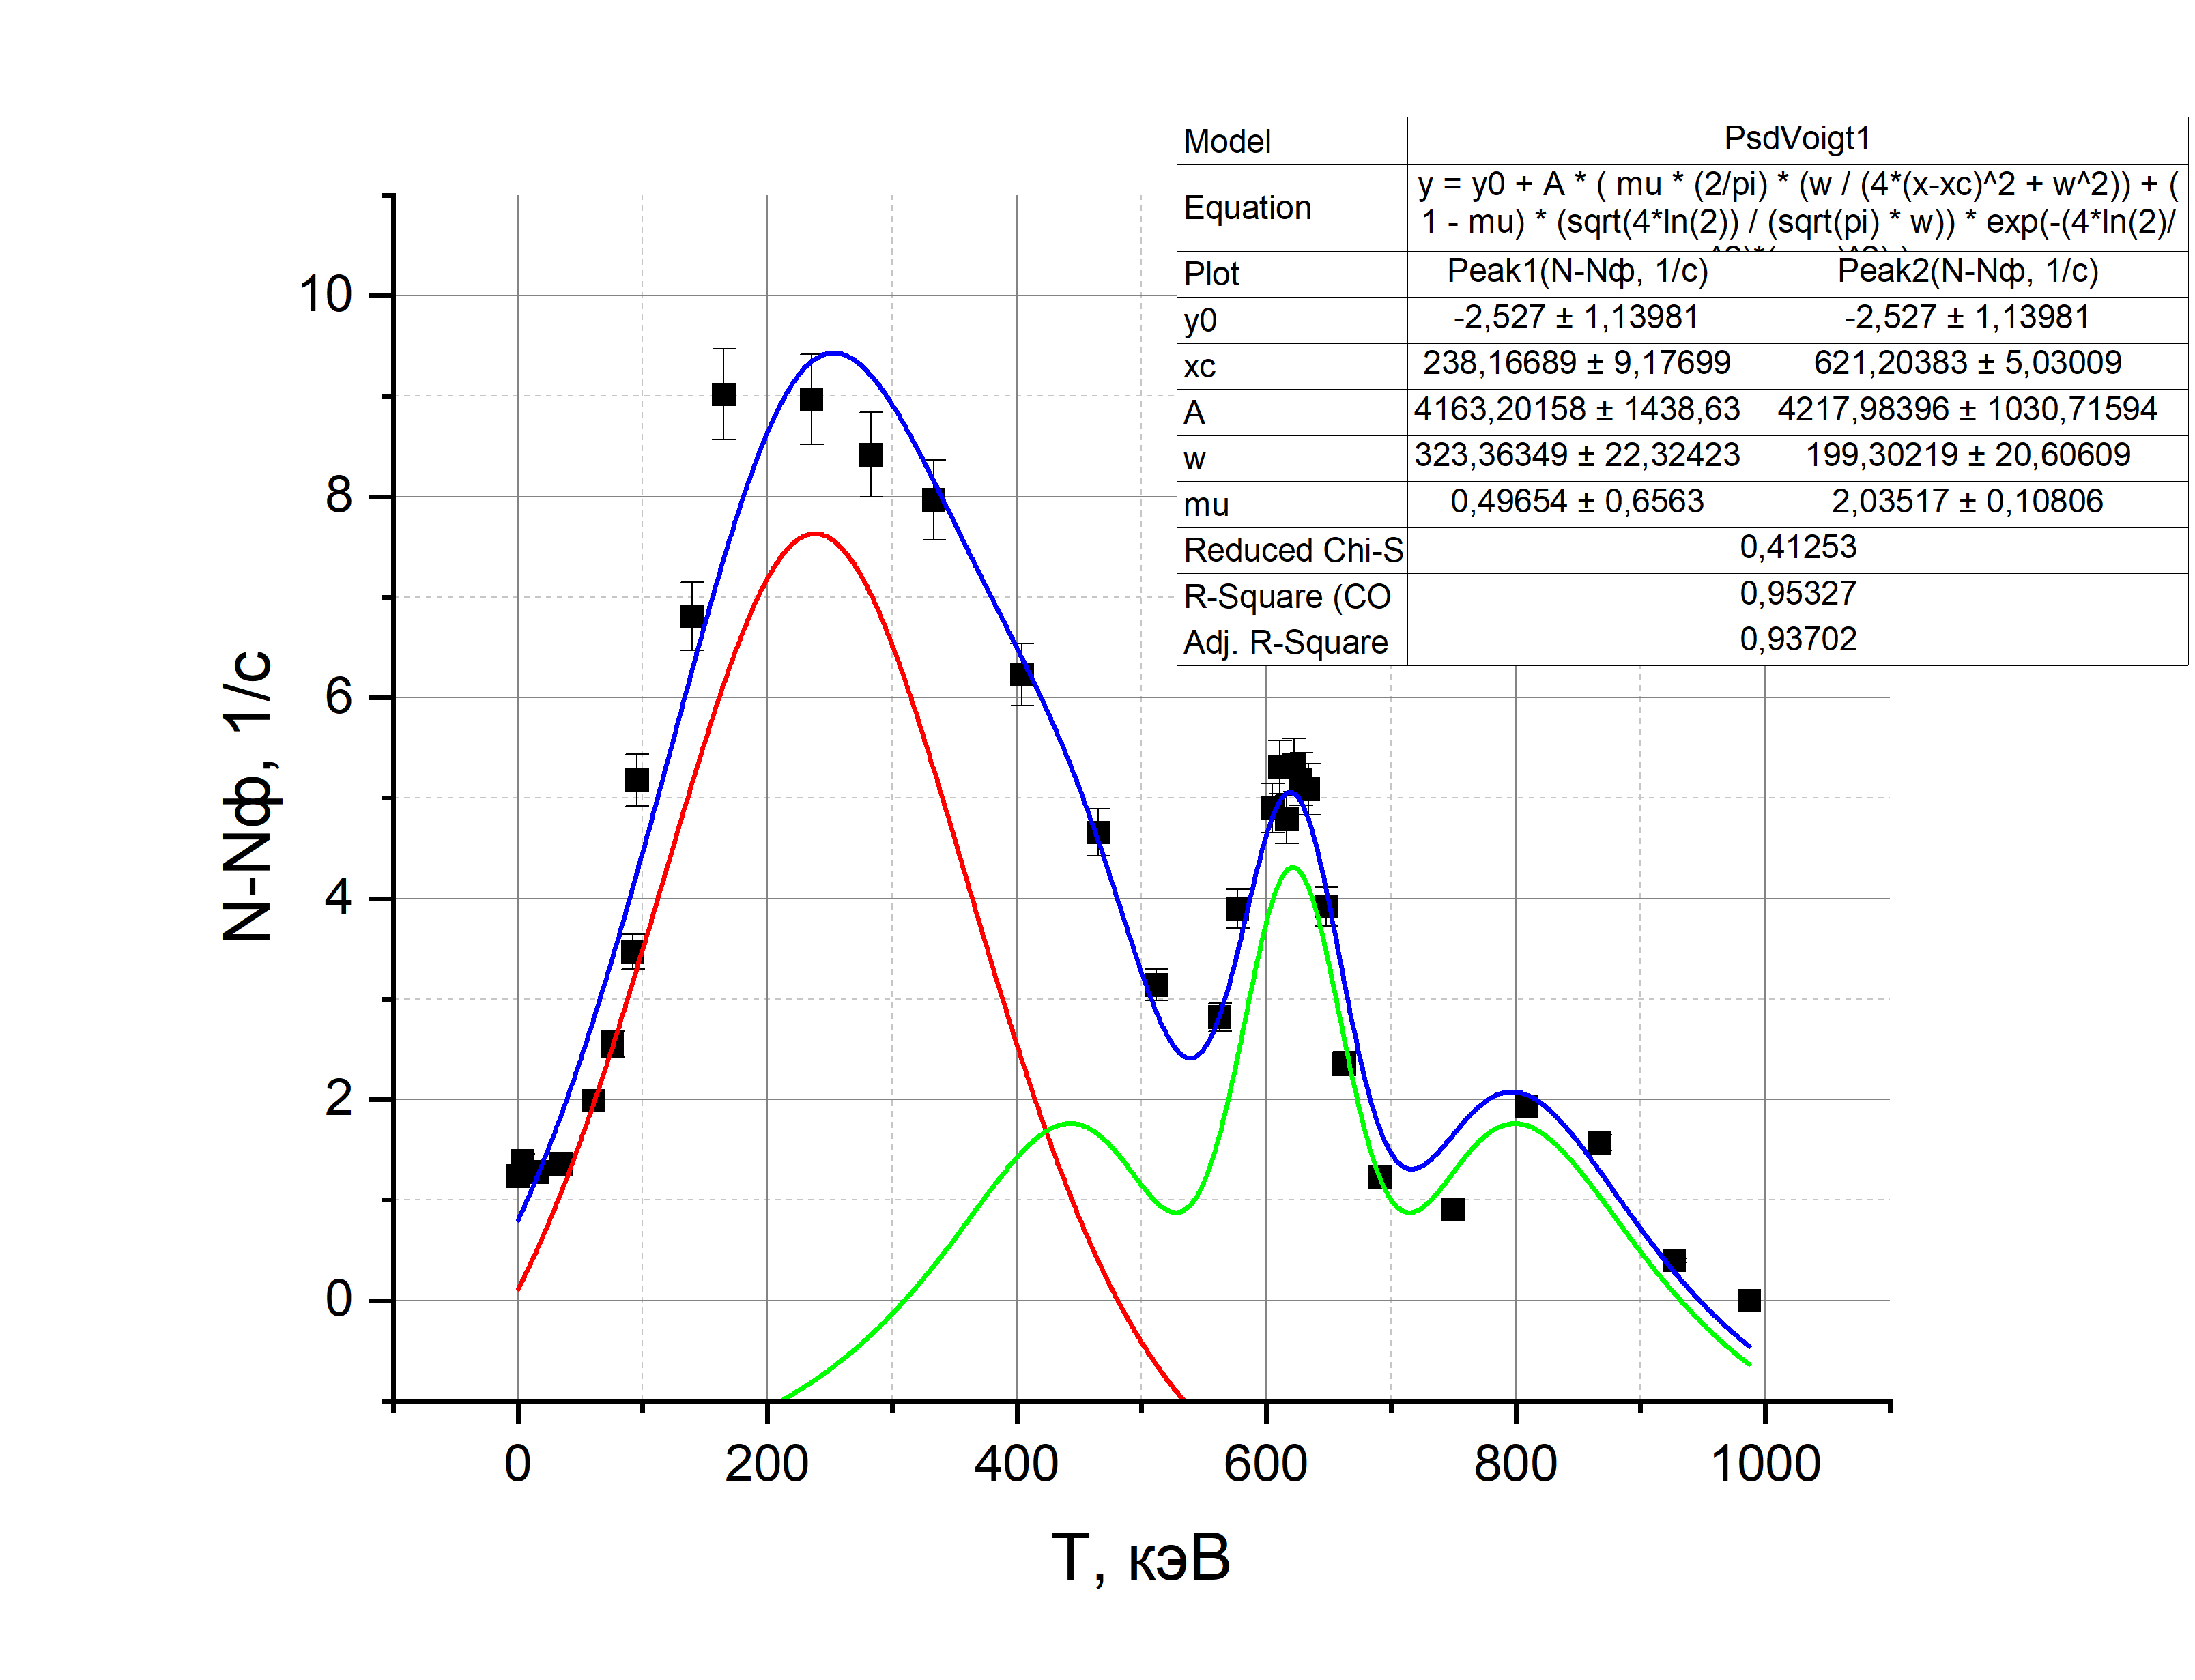 Model PsdVoigt1
Equation y = y0 + A * ( mu * (2/pi) * (w / (4*(x-xc)^2 + w^2)) + (
1 - mu) * (sqrt(4*ln(2)) / (sqrt(pi) * w)) * exp(-(4*ln(2)/
Plot Peak1(N-Nф, 1/c) Peak2(N-Nф, 1/c)
y0 -2,527 ± 1,13981 -2,527 ± 1,13981
xc 238,16689 ± 9,17699 621,20383 ± 5,03009
A 4163,20158 ± 1438,63 4217,98396 ± 1030,71594
w 323,36349 ± 22,32423 199,30219 ± 20,60609
mu 0,49654 ± 0,6563 2,03517 ± 0,10806
Reduced Chi-S 0,41253
R-Square (CO 0,95327
Adj. R-Square 0,93702
N-Nф, 1/c
10
8
6
4
2
0
0 200 400 600 800 1000
T, кэВ